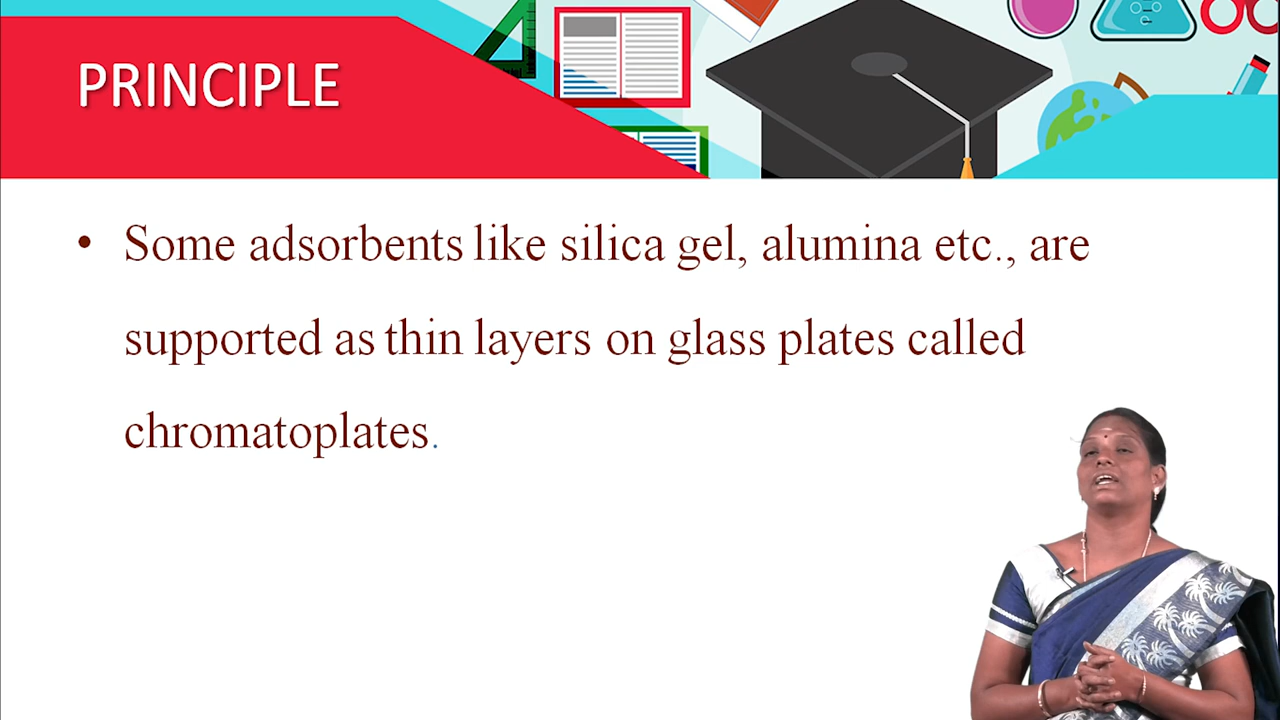 PRINCIPLE
• Some adsorbents like silica gel, alumina etc., are
supported as thin layers on glass plates called
chromatoplates.